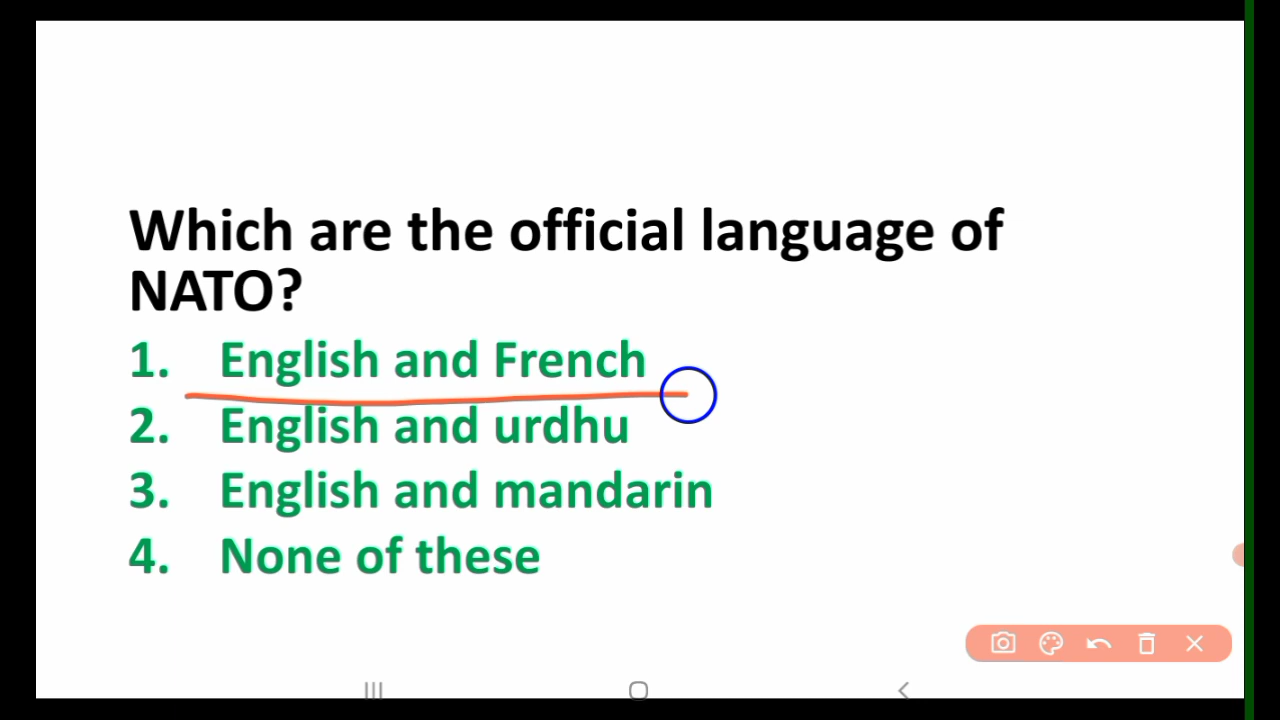 Which are the official language of
NATO?
1. English and French
2. English and urdhu
3. English and mandarin
4. None of these